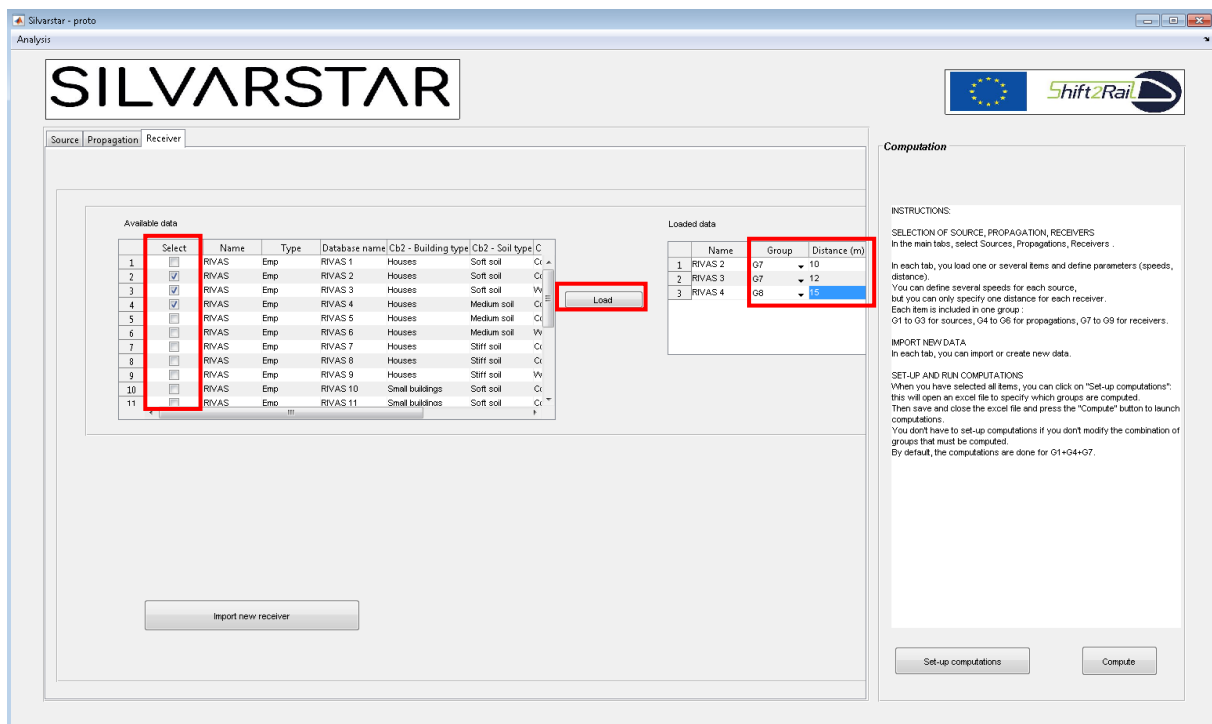 Silvarstar - proto
Analysis
SILVARSTAR
Shift2Rail
Source Propagation Receiver
Available data
Select Name Type Database name Cb2 - Building type Cb2 - Soil type C
1 RIVAS Emp RIVAS 1 Houses Soft soil
2 RIVAS Emp RIVAS 2 Houses Soft soil
3 RIVAS Emp RIVAS 3 Houses Soft soil
4 RIVAS Emp RIVAS 4 Houses Medium soil
5 RIVAS Emp RIVAS 5 Houses Medium soil
6 RIVAS Emp RIVAS 6 Houses Medium soil
7 RIVAS Emp RIVAS 7 Houses Stiff soil
8 RIVAS Emp RIVAS 8 Houses Stiff soil
9 RIVAS Emp RIVAS 9 Houses Stiff soil
10 RIVAS Emp RIVAS 10 Small buildings Soft soil
11 RIVAS Emp RIVAS 11 Small buildings Soft soil
Load
Loaded data
Name Group Distance (m)
1 RIVAS 2 G7 10
2 RIVAS 3 G7 12
3 RIVAS 4 G8 15
Import new receiver
Computation
INSTRUCTIONS:
SELECTION OF SOURCE, PROPAGATION, RECEIVERS
In the main tabs, select Sources, Propagations, Receivers .
In each tab, you load one or several items and define parameters (speeds,
distance).
You can define several speeds for each source,
but you can only specify one distance for each receiver.
Each item is included in one group :
G1 to G3 for sources, G4 to G6 for propagations, G7 to G9 for receivers.
IMPORT NEW DATA
In each tab, you can import or create new data.
SET-UP AND RUN COMPUTATIONS
When you have selected all items, you can click on "Set-up computations":
this will open an excel file to specify which groups are computed.
Then save and close the excel file and press the "Compute" button to launch
computations.
You don't have to set-up computations if you don't modify the combination of
groups that must be computed.
By default, the computations are done for G1+G4+G7.
Set-up computations
Compute